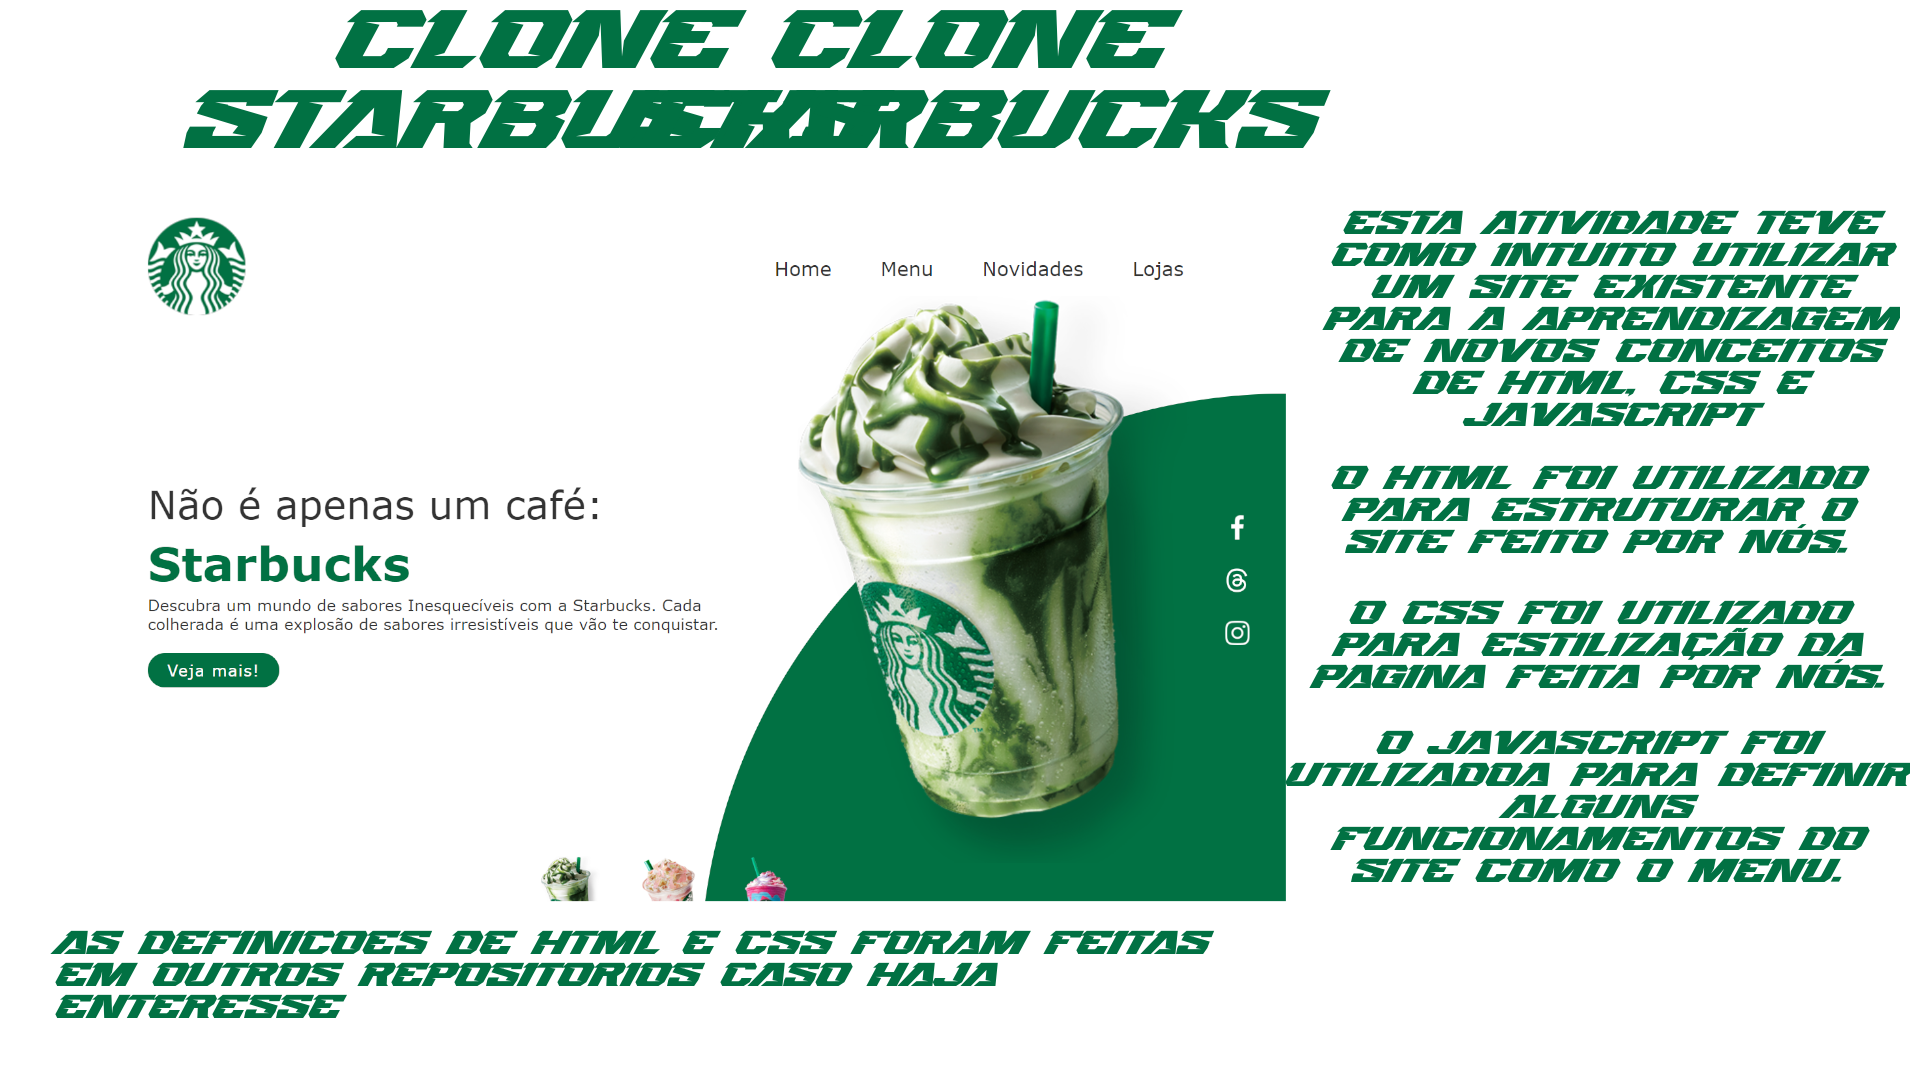 CLONE CLONE
STARBUCKS STARBUCKS
Home Menu Novidades Lojas
Não é apenas um café:
Starbucks
Descubra um mundo de sabores Inesquecíveis com a Starbucks. Cada
colherada é uma explosão de sabores irresistíveis que vão te conquistar.
Veja mais!
TM
ESTA ATIVIDADE TEVE
COMO INTUITO UTILIZAR
UM SITE EXISTENTE
PARA A APRENDIZAGEM
DE NOVOS CONCEITOS
DE HTML, CSS E
JAVASCRIPT
O HTML FOI UTILIZADO
PARA ESTRUTURAR O
SITE FEITO POR NÓS.
O CSS FOI UTILIZADO
PARA ESTILIZAÇÃO DA
PAGINA FEITA POR NÓS.
O JAVASCRIPT FOI
UTILIZADOA PARA DEFINIR
ALGUNS
FUNCIONAMENTOS DO
SITE COMO O MENU.
AS DEFINICOES DE HTML E CSS FORAM FEITAS
EM OUTROS REPOSITORIOS CASO HAJA
ENTERESSE